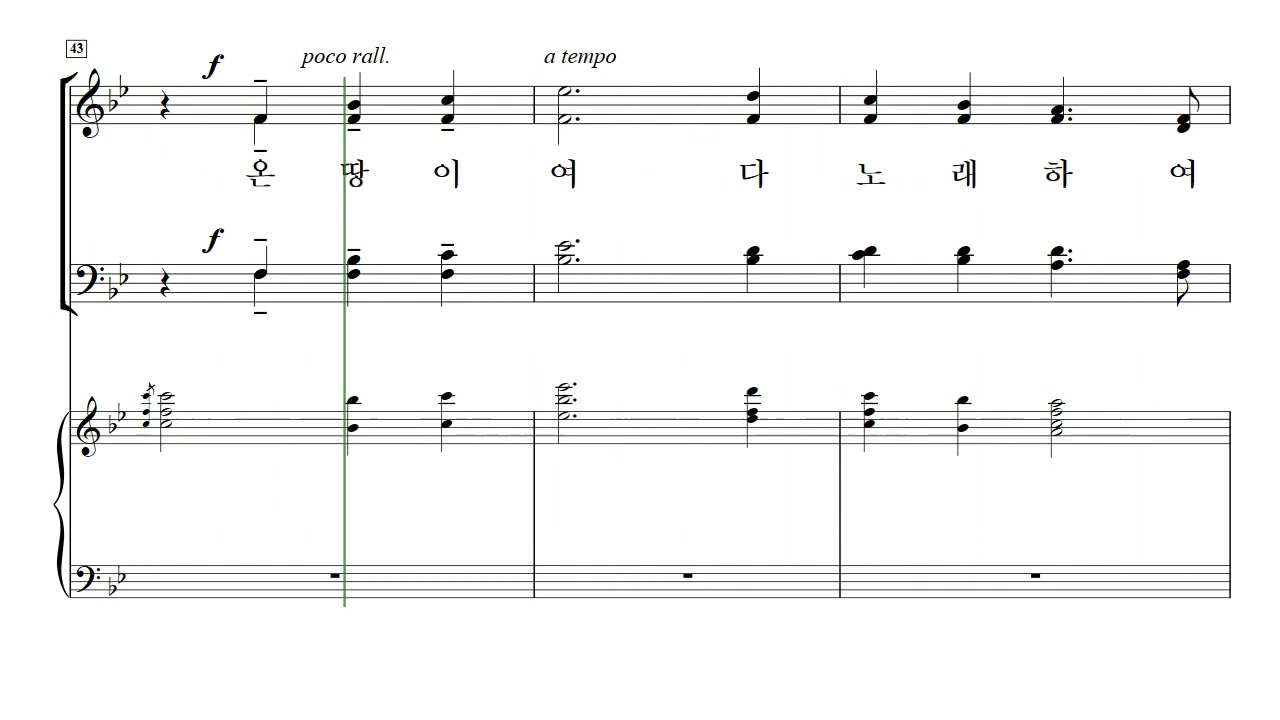 43
f
poco rall.
a tempo
온 땅 이 여 다 노 래 하 여
f